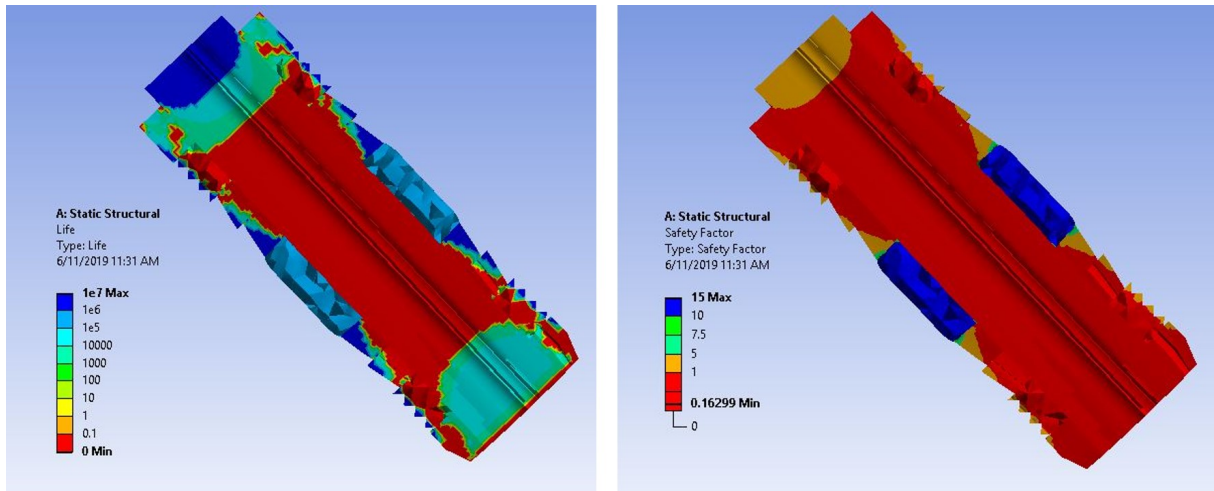 A: Static Structural
Life
Type: Life
6/11/2019 11:31 AM
1e7 Max
1e6
1e5
10000
1000
100
10
1
0.1
0 Min
A: Static Structural
Safety Factor
Type: Safety Factor
6/11/2019 11:31 AM
15 Max
10
7.5
5
1
0.16299 Min
0